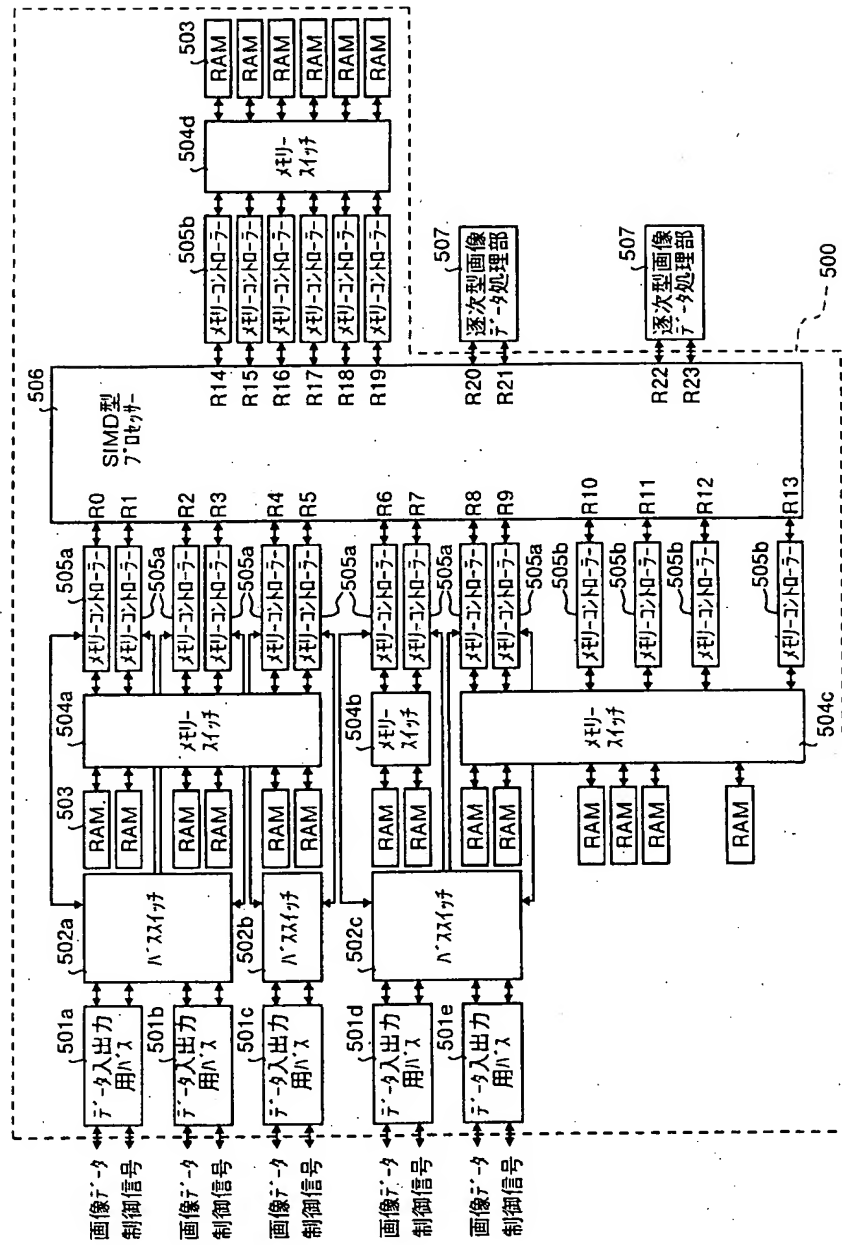 画像データ
制御信号
画像データ
制御信号
画像データ
制御信号
画像データ
制御信号
画像データ
制御信号
501a
データ入出力
用バス
501b
データ入出力
用バス
501c
データ入出力
用バス
501d
データ入出力
用バス
501e
データ入出力
用バス
502a
バススイッチ
502b
バススイッチ
502c
バススイッチ
503
RAM
RAM
RAM
RAM
RAM
RAM
RAM
RAM
RAM
RAM
RAM
RAM
RAM
RAM
504a
メモリー
スイッチ
504b
メモリー
スイッチ
メモリー
スイッチ
504c
505a
メモリーコントローラー
メモリーコントローラー
505a
メモリーコントローラー
メモリーコントローラー
505a
メモリーコントローラー
メモリーコントローラー
505a
メモリーコントローラー
メモリーコントローラー
505a
メモリーコントローラー
メモリーコントローラー
505a
505b
メモリーコントローラー
505b
メモリーコントローラー
505b
メモリーコントローラー
505b
メモリーコントローラー
506
SIMD型
プロセッサー
R0
R1
R2
R3
R4
R5
R6
R7
R8
R9
R10
R11
R12
R13
R14
R15
R16
R17
R18
R19
R20
R21
R22
R23
505b
メモリーコントローラー
メモリーコントローラー
メモリーコントローラー
メモリーコントローラー
メモリーコントローラー
メモリーコントローラー
504d
メモリー
スイッチ
503
RAM
RAM
RAM
RAM
RAM
RAM
507
逐次型画像
データ処理部
507
逐次型画像
データ処理部
500